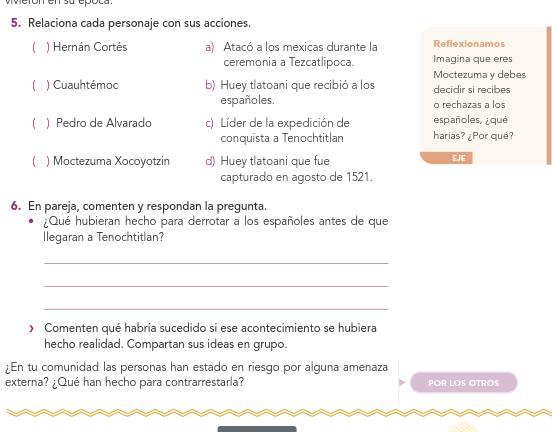 vivieron en su época.
5. Relaciona cada personaje con sus acciones.
( ) Hernán Cortés
a) Atacó a los mexicas durante la
ceremonia a Tezcatlipoca.
( ) Cuauhtémoc
b) Huey tlatoani que recibió a los
españoles.
( ) Pedro de Alvarado
c) Líder de la expedición de
conquista a Tenochtitlan
( ) Moctezuma Xocoyotzin
d) Huey tlatoani que fue
capturado en agosto de 1521.
Reflexionamos
Imagina que eres
Moctezuma y debes
decidir si recibes
o rechazas a los
españoles, ¿qué
harías? ¿Por qué?
EJE
6. En pareja, comenten y respondan la pregunta.
• ¿Qué hubieran hecho para derrotar a los españoles antes de que
llegaran a Tenochtitlan?
› Comenten qué habría sucedido si ese acontecimiento se hubiera
hecho realidad. Compartan sus ideas en grupo.
¿En tu comunidad las personas han estado en riesgo por alguna amenaza
externa? ¿Qué han hecho para contrarrestarla?
POR LOS OTROS